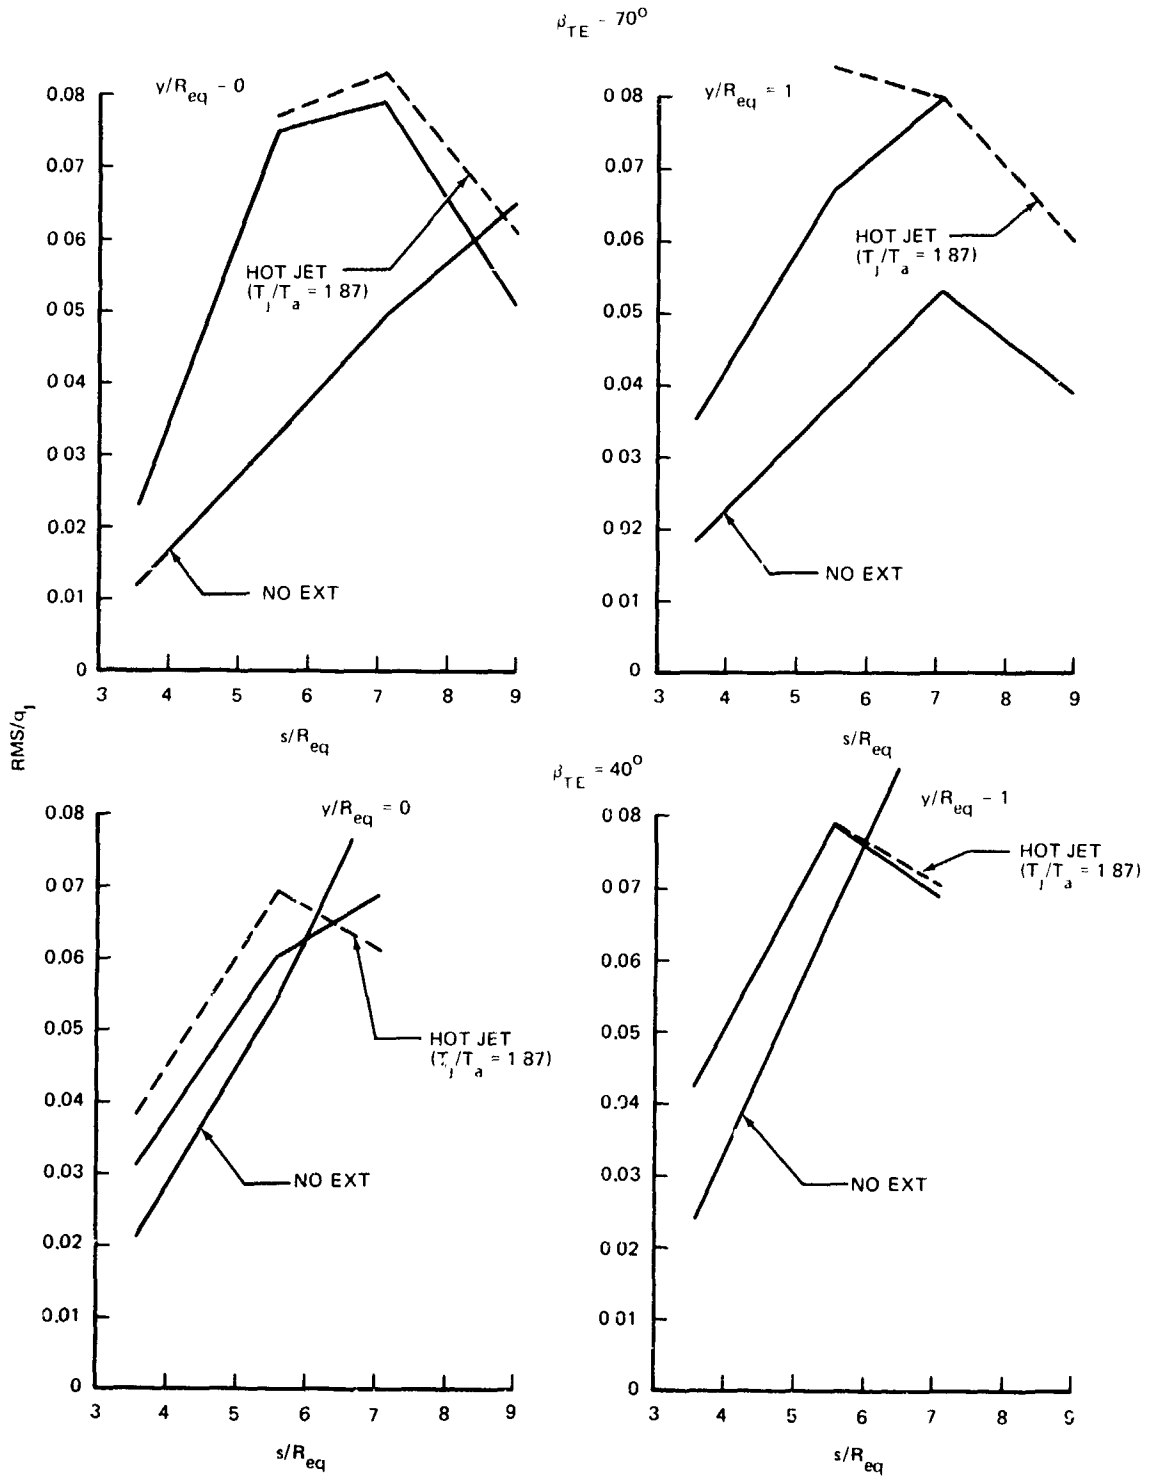 β_TE - 70°
y/R_eq - 0
0.08
0.07
0.06
0.05
0.04
0.03
0.02
0.01
0
3 4 5 6 7 8 9
s/R_eq
HOT JET
(T_j/T_a = 1 87)
NO EXT
y/R_eq = 1
0.08
0.07
0.06
0.05
0.04
0.03
0.02
0.01
0
3 4 5 6 7 8 9
s/R_eq
HOT JET
(T_j/T_a = 1 87)
NO EXT
RMS/q_j
β_TE = 40°
y/R_eq = 0
0.08
0.07
0.06
0.05
0.04
0.03
0.02
0.01
0
3 4 5 6 7 8 9
s/R_eq
HOT JET
(T_j/T_a = 1 87)
NO EXT
y/R_eq - 1
0.08
0.07
0.06
0.05
0.04
0.03
0.02
0.01
0
3 4 5 6 7 8 9
s/R_eq
HOT JET
(T_j/T_a = 1 87)
NO EXT